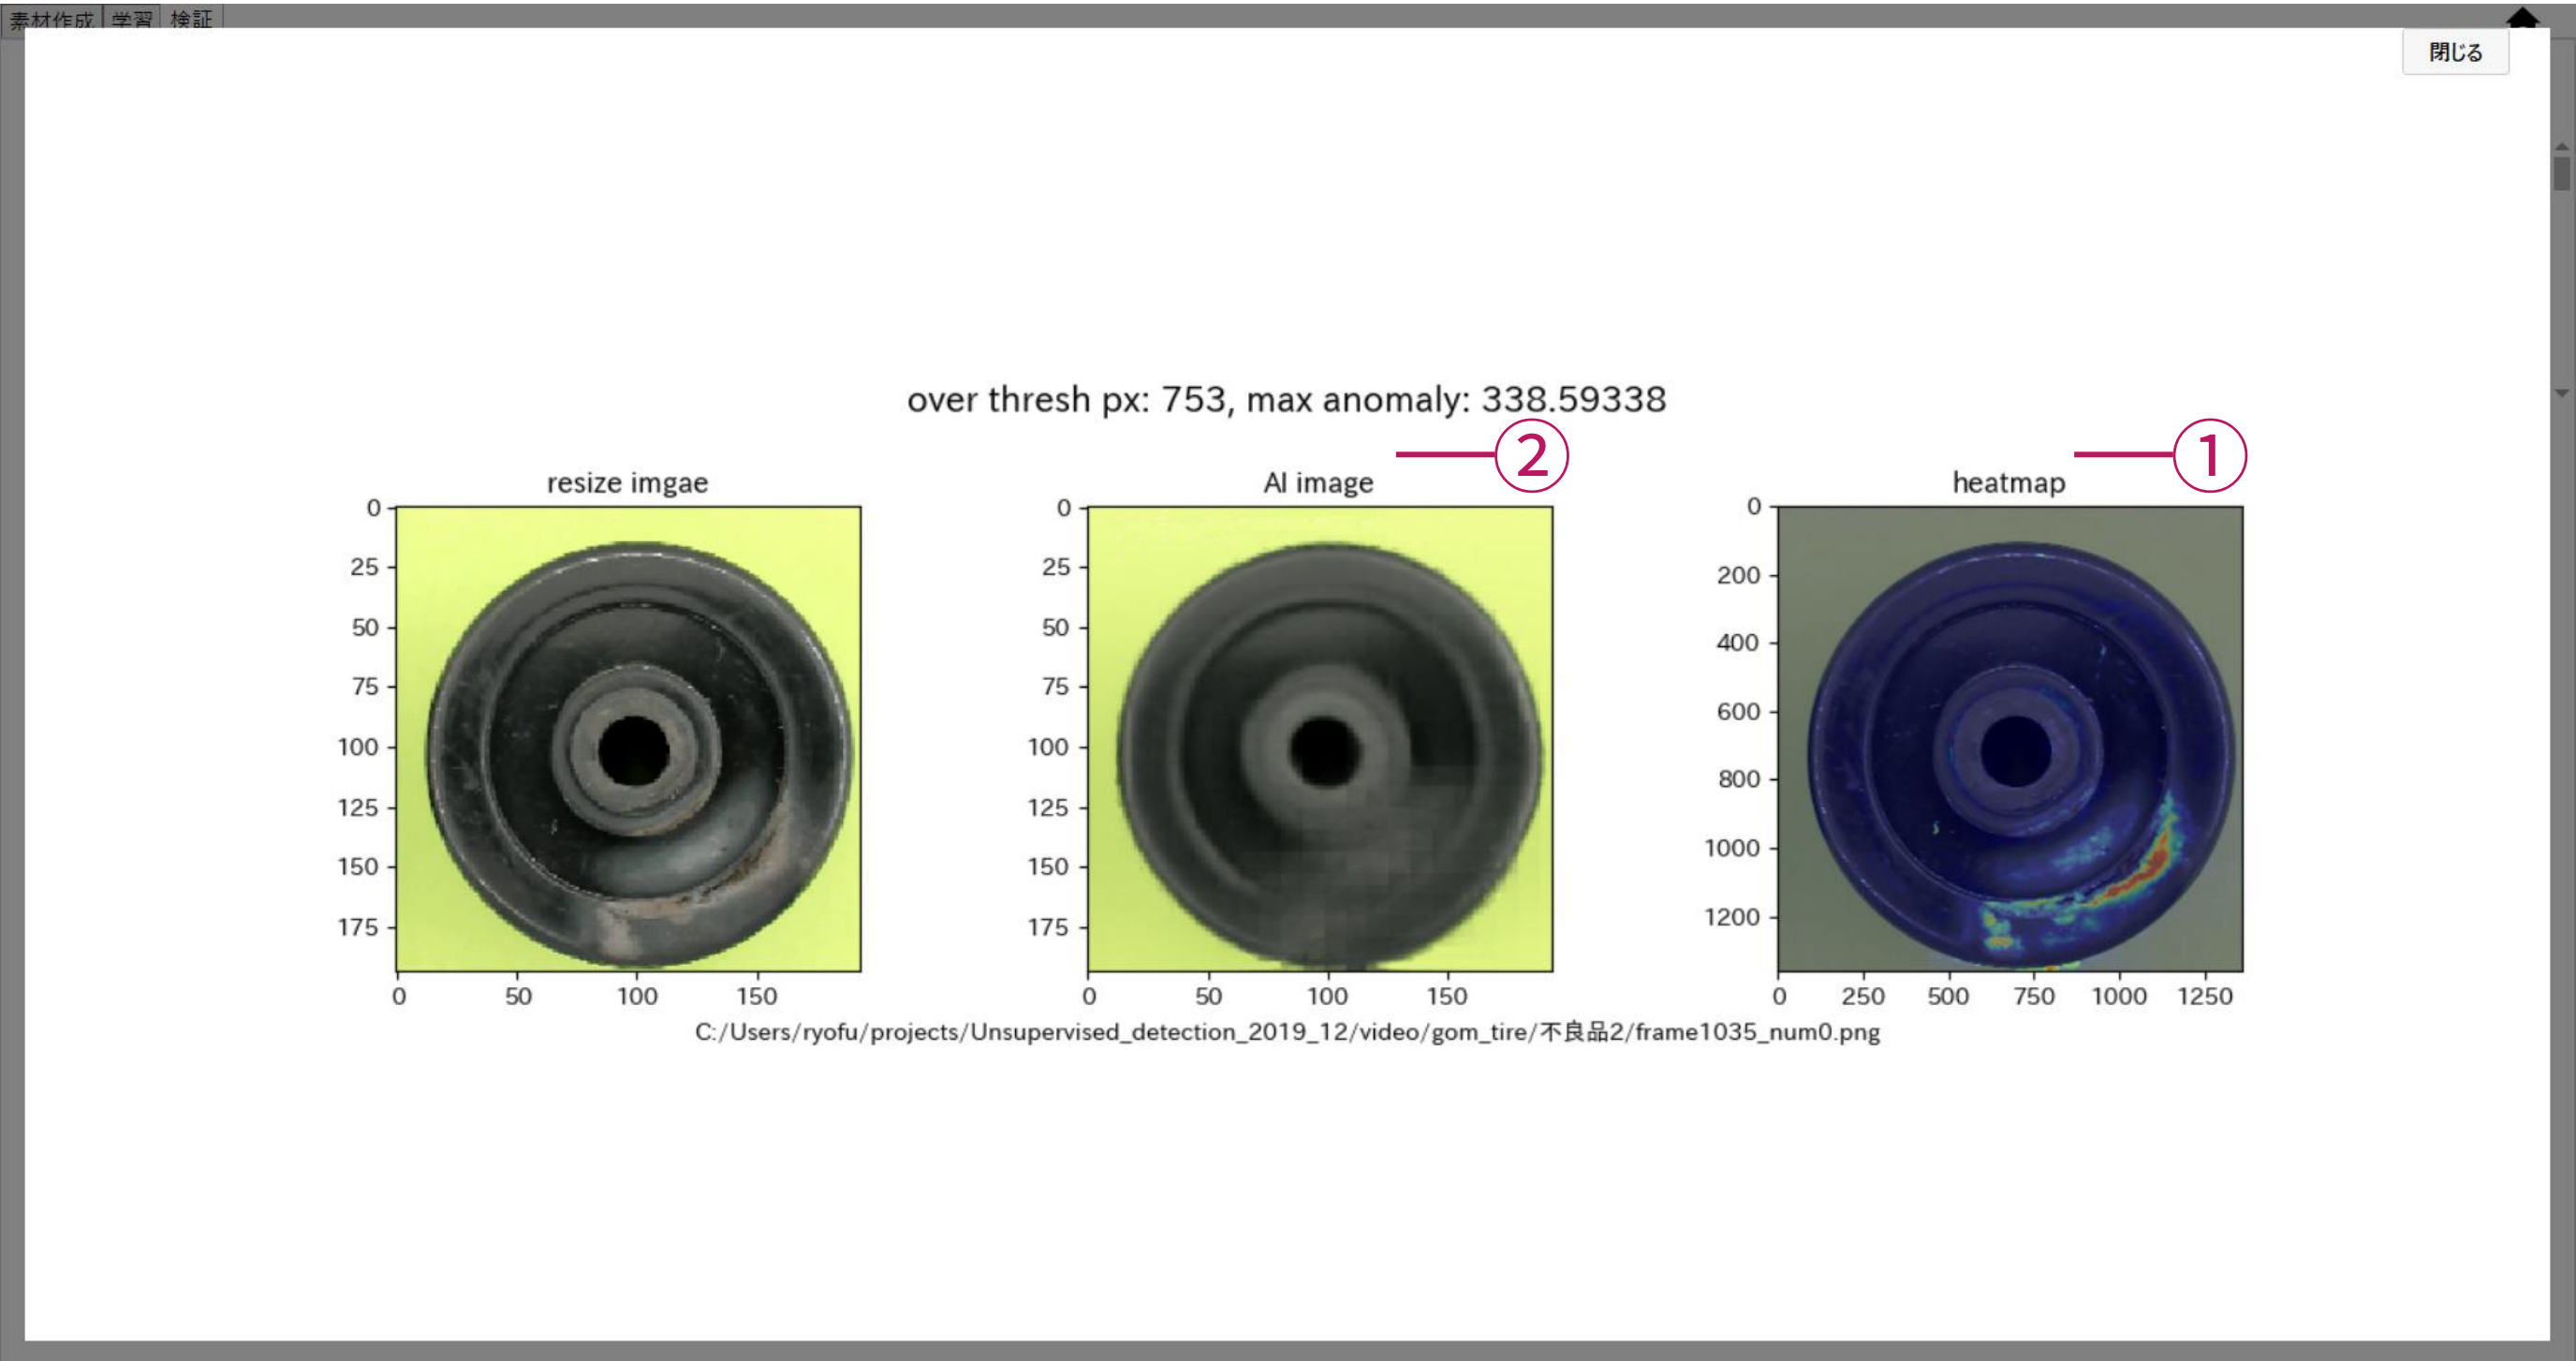 素材作成 学習 検証
閉じる
over thresh px: 753, max anomaly: 338.59338
② ①
resize imgae AI image heatmap
0 25 50 75 100 125 150 175
0 50 100 150
0 25 50 75 100 125 150 175
0 50 100 150
0 200 400 600 800 1000 1200
0 250 500 750 1000 1250
C:/Users/ryofu/projects/Unsupervised_detection_2019_12/video/gom_tire/不良品2/frame1035_num0.png